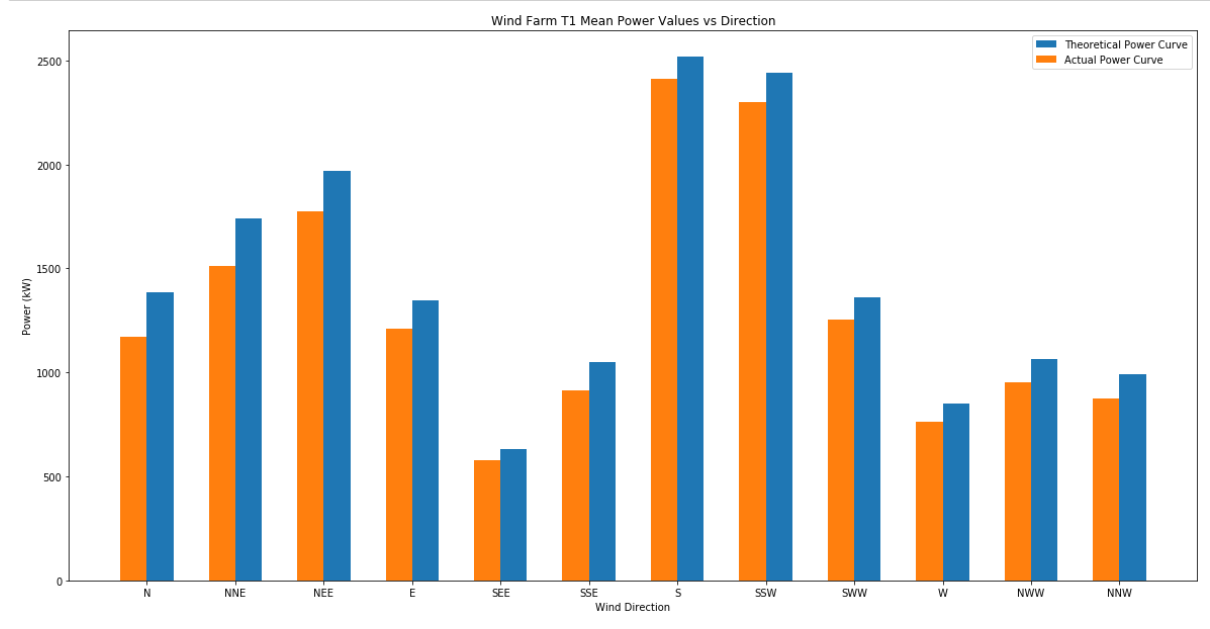 Wind Farm T1 Mean Power Values vs Direction
Theoretical Power Curve
Actual Power Curve
2500
2000
1500
1000
500
0
Power (kW)
N NNE NEE E SEE SSE S SSW SWW W NWW NNW
Wind Direction